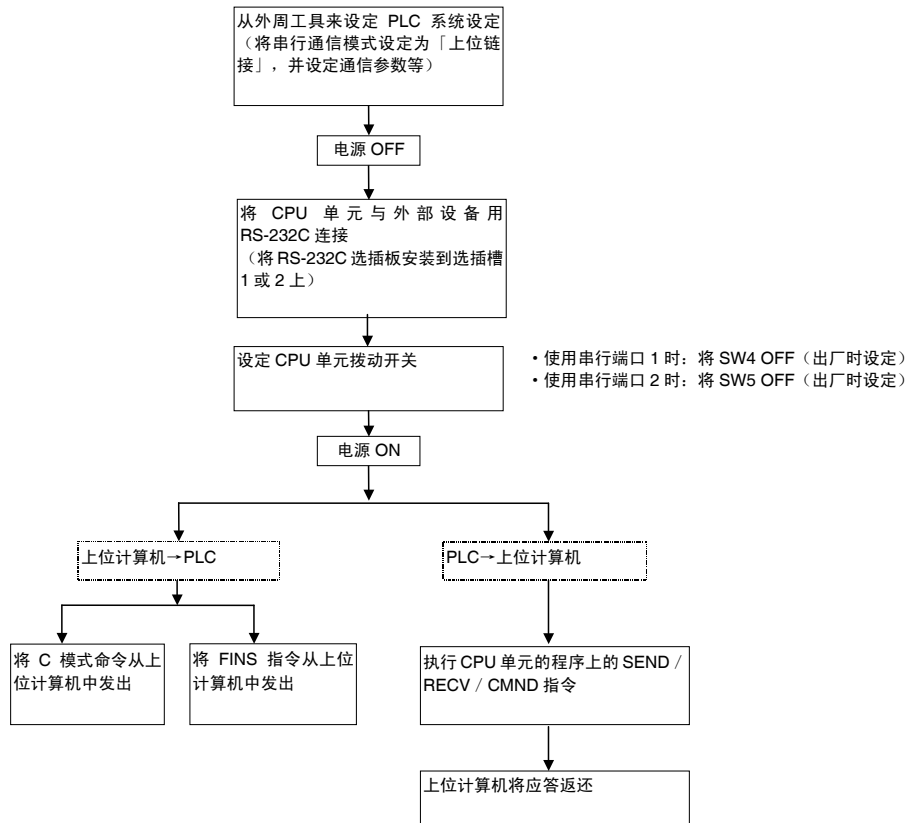 从外周工具来设定 PLC 系统设定
（将串行通信模式设定为「上位链
接」，并设定通信参数等）
电源 OFF
将 CPU 单元与外部设备用
RS-232C 连接
（将 RS-232C 选插板安装到选插槽
1 或 2 上）
设定 CPU 单元拨动开关
・使用串行端口 1 时：将 SW4 OFF（出厂时设定）
・使用串行端口 2 时：将 SW5 OFF（出厂时设定）
电源 ON
上位计算机→PLC
PLC→上位计算机
将 C 模式命令从上
位计算机中发出
将 FINS 指令从上位
计算机中发出
执行 CPU 单元的程序上的 SEND／
RECV／CMND 指令
上位计算机将应答返还